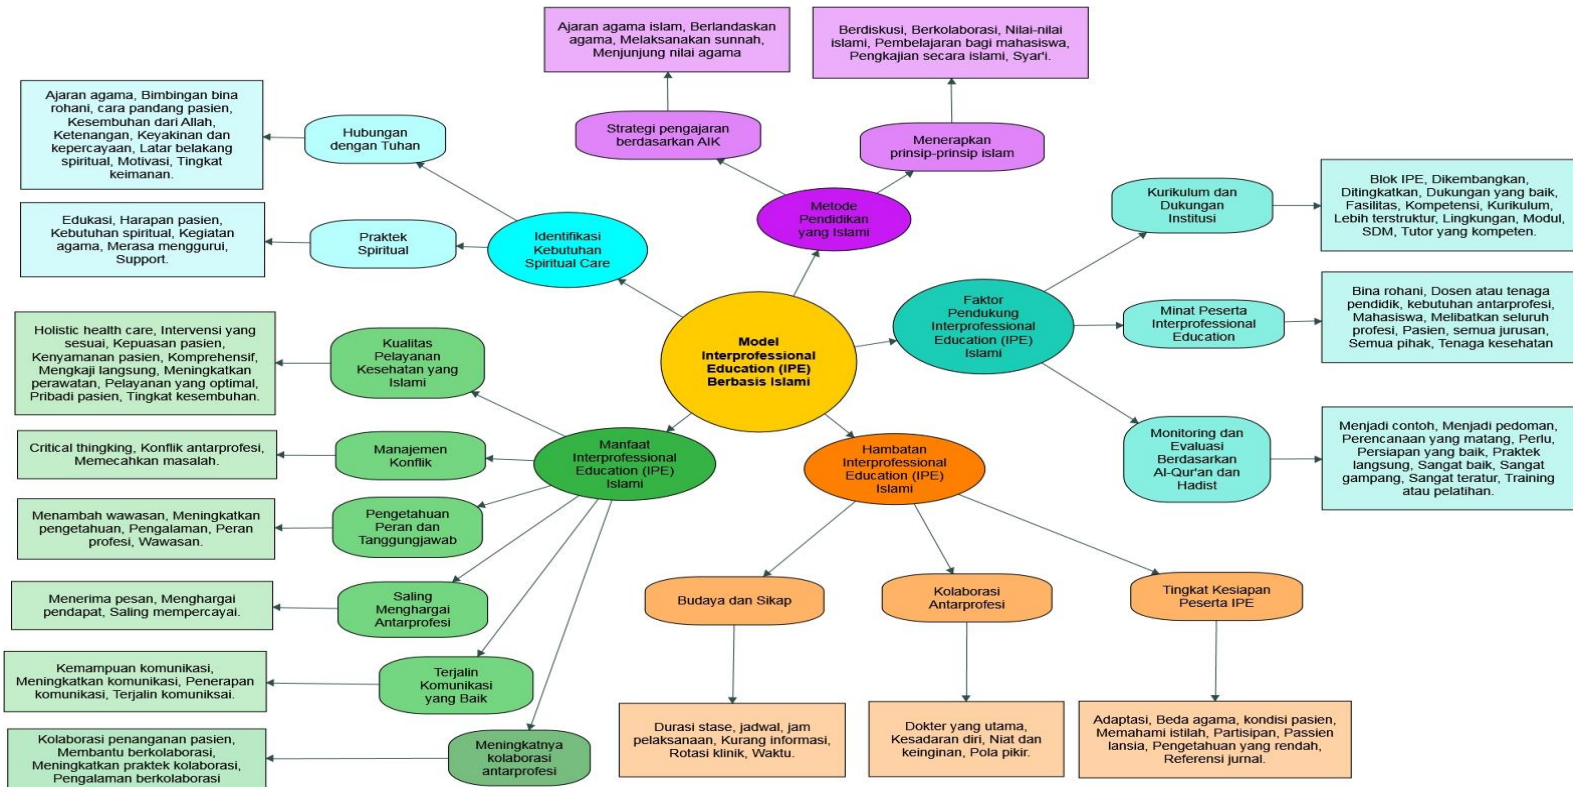 Ajaran agama islam, Berlandaskan
agama, Melaksanakan sunnah,
Menjunjung nilai agama
Berdiskusi, Berkolaborasi, Nilai-nilai
islami, Pembelajaran bagi mahasiswa,
Pengkajian secara islami, Syar'i.
Ajaran agama, Bimbingan bina
rohani, cara pandang pasien,
Kesembuhan dari Allah,
Ketenangan, Keyakinan dan
kepercayaan, Latar belakang
spiritual, Motivasi, Tingkat
keimanan.
Hubungan
dengan Tuhan
Strategi pengajaran
berdasarkan AIK
Menerapkan
prinsip-prinsip islam
Edukasi, Harapan pasien,
Kebutuhan spiritual, Kegiatan
agama, Merasa menggurui,
Support.
Praktek
Spiritual
Identifikasi
Kebutuhan
Spiritual Care
Metode
Pendidikan
yang Islami
Kurikulum dan
Dukungan
Institusi
Blok IPE, Dikembangkan,
Ditingkatkan, Dukungan yang baik,
Fasilitas, Kompetensi, Kurikulum,
Lebih terstruktur, Lingkungan, Modul,
SDM, Tutor yang kompeten.
Faktor
Pendukung
Interprofessional
Education (IPE)
Islami
Minat Peserta
Interprofessional
Education
Bina rohani, Dosen atau tenaga
pendidik, kebutuhan antarprofesi,
Mahasiswa, Melibatkan seluruh
profesi, Pasien, semua jurusan,
Semua pihak, Tenaga kesehatan
Holistic health care, Intervensi yang
sesuai, Kepuasan pasien,
Kenyamanan pasien, Komprehensif,
Mengkaji langsung, Meningkatkan
perawatan, Pelayanan yang optimal,
Pribadi pasien, Tingkat kesembuhan.
Kualitas
Pelayanan
Kesehatan yang
Islami
Model
Interprofessional
Education (IPE)
Berbasis Islami
Monitoring dan
Evaluasi
Berdasarkan
Al-Qur'an dan
Hadist
Menjadi contoh, Menjadi pedoman,
Perencanaan yang matang, Perlu,
Persiapan yang baik, Praktek
langsung, Sangat baik, Sangat
gampang, Sangat teratur, Training
atau pelatihan.
Critical thingking, Konflik antarprofesi,
Memecahkan masalah.
Manajemen
Konflik
Manfaat
Interprofessional
Education (IPE)
Islami
Hambatan
Interprofessional
Education (IPE)
Islami
Menambah wawasan, Meningkatkan
pengetahuan, Pengalaman, Peran
profesi, Wawasan.
Pengetahuan
Peran dan
Tanggungjawab
Menerima pesan, Menghargai
pendapat, Saling mempercayai.
Saling
Menghargai
Antarprofesi
Budaya dan Sikap
Kolaborasi
Antarprofesi
Tingkat Kesiapan
Peserta IPE
Kemampuan komunikasi,
Meningkatkan komunikasi, Penerapan
komunikasi, Terjalin komuniksai.
Terjalin
Komunikasi
yang Baik
Kolaborasi penanganan pasien,
Membantu berkolaborasi,
Meningkatkan praktek kolaborasi,
Pengalaman berkolaborasi
Meningkatnya
kolaborasi
antarprofesi
Durasi stase, jadwal, jam
pelaksanaan, Kurang informasi,
Rotasi klinik, Waktu.
Dokter yang utama,
Kesadaran diri, Niat dan
keinginan, Pola pikir.
Adaptasi, Beda agama, kondisi pasien,
Memahami istilah, Partisipan, Passien
lansia, Pengetahuan yang rendah,
Referensi jurnal.